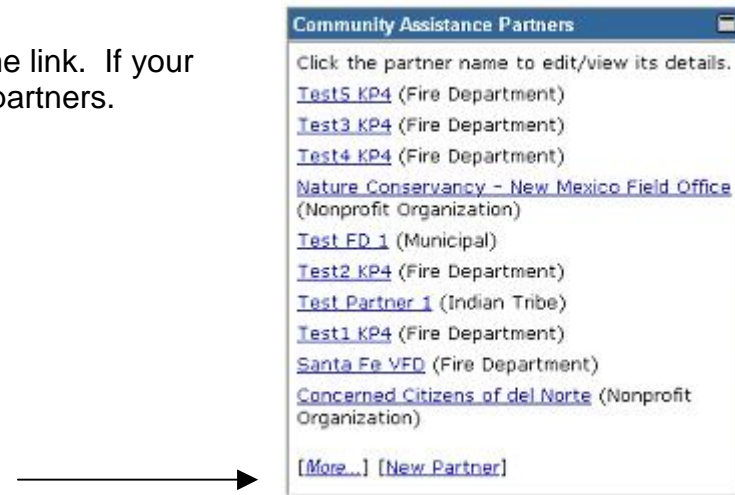 ne link.  If your
partners.
Community Assistance Partners
Click the partner name to edit/view its details.
Test5 KP4 (Fire Department)
Test3 KP4 (Fire Department)
Test4 KP4 (Fire Department)
Nature Conservancy - New Mexico Field Office
(Nonprofit Organization)
Test FD 1 (Municipal)
Test2 KP4 (Fire Department)
Test Partner 1 (Indian Tribe)
Test1 KP4 (Fire Department)
Santa Fe VFD (Fire Department)
Concerned Citizens of del Norte (Nonprofit
Organization)
[More...] [New Partner]